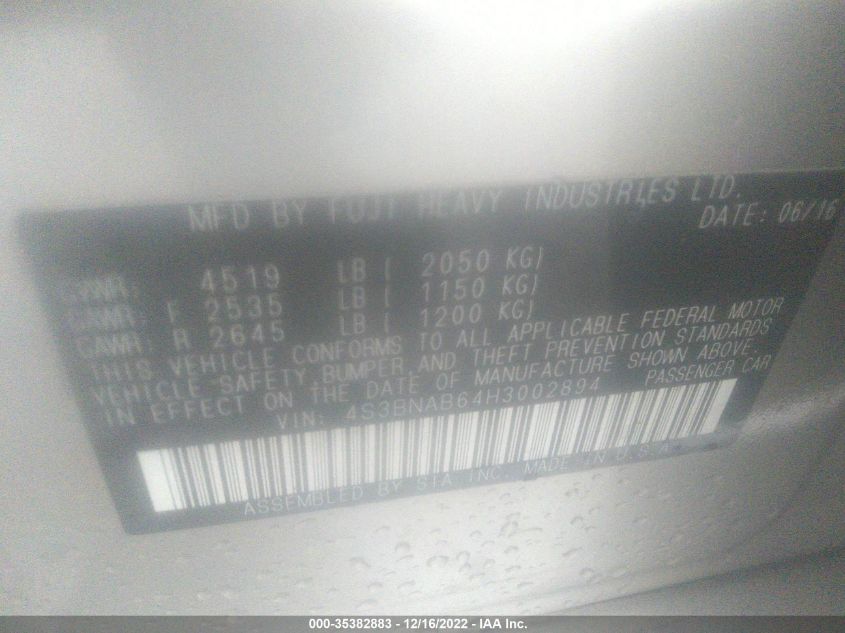 MFD BY FUJI HEAVY INDUSTRIES LTD.
DATE: 06/16
GVWR: 4519 LB ( 2050 KG)
GAWR: F 2535 LB ( 1150 KG)
GAWR: R 2645 LB ( 1200 KG)
THIS VEHICLE CONFORMS TO ALL APPLICABLE FEDERAL MOTOR
VEHICLE SAFETY, BUMPER, AND THEFT PREVENTION STANDARDS
IN EFFECT ON THE DATE OF MANUFACTURE SHOWN ABOVE.
VIN: 4S3BNAB64H3002894 PASSENGER CAR
ASSEMBLED BY SIA INC. MADE IN U.S.A.
000-35382883 - 12/16/2022 - IAA Inc.